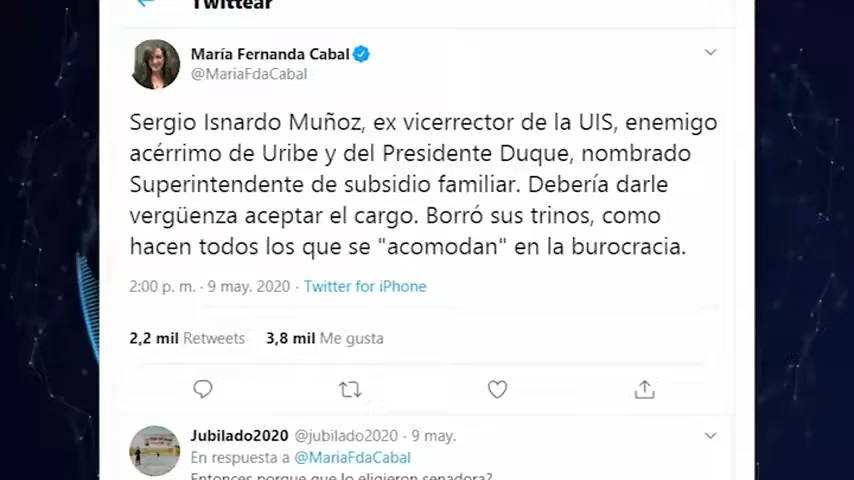 Twittear
María Fernanda Cabal
@MariaFdaCabal
Sergio Isnardo Muñoz, ex vicerrector de la UIS, enemigo
acérrimo de Uribe y del Presidente Duque, nombrado
Superintendente de subsidio familiar. Debería darle
vergüenza aceptar el cargo. Borró sus trinos, como
hacen todos los que se "acomodan" en la burocracia.
2:00 p. m. · 9 may. 2020 · Twitter for iPhone
2,2 mil Retweets 3,8 mil Me gusta
Jubilado2020 @jubilado2020 · 9 may.
En respuesta a @MariaFdaCabal
Entonces porque que lo eligieron senadora?